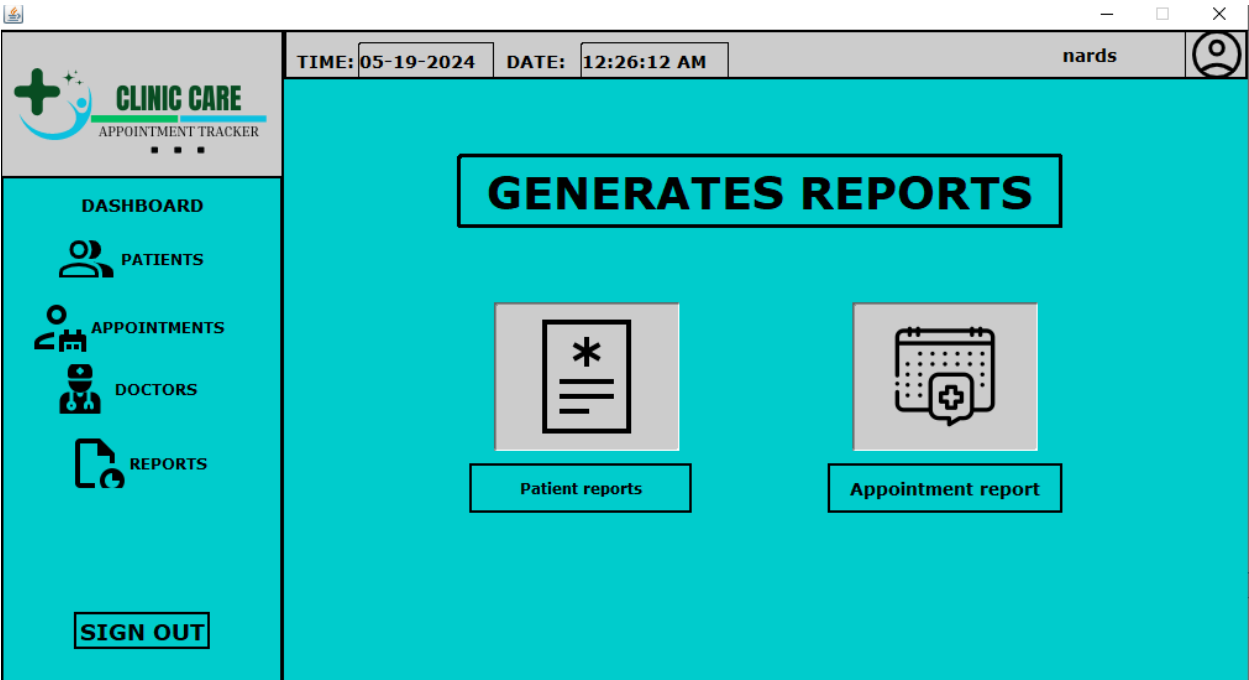 TIME: 05-19-2024 DATE: 12:26:12 AM nards
CLINIC CARE
APPOINTMENT TRACKER
DASHBOARD
PATIENTS
APPOINTMENTS
DOCTORS
REPORTS
SIGN OUT
GENERATES REPORTS
Patient reports
Appointment report